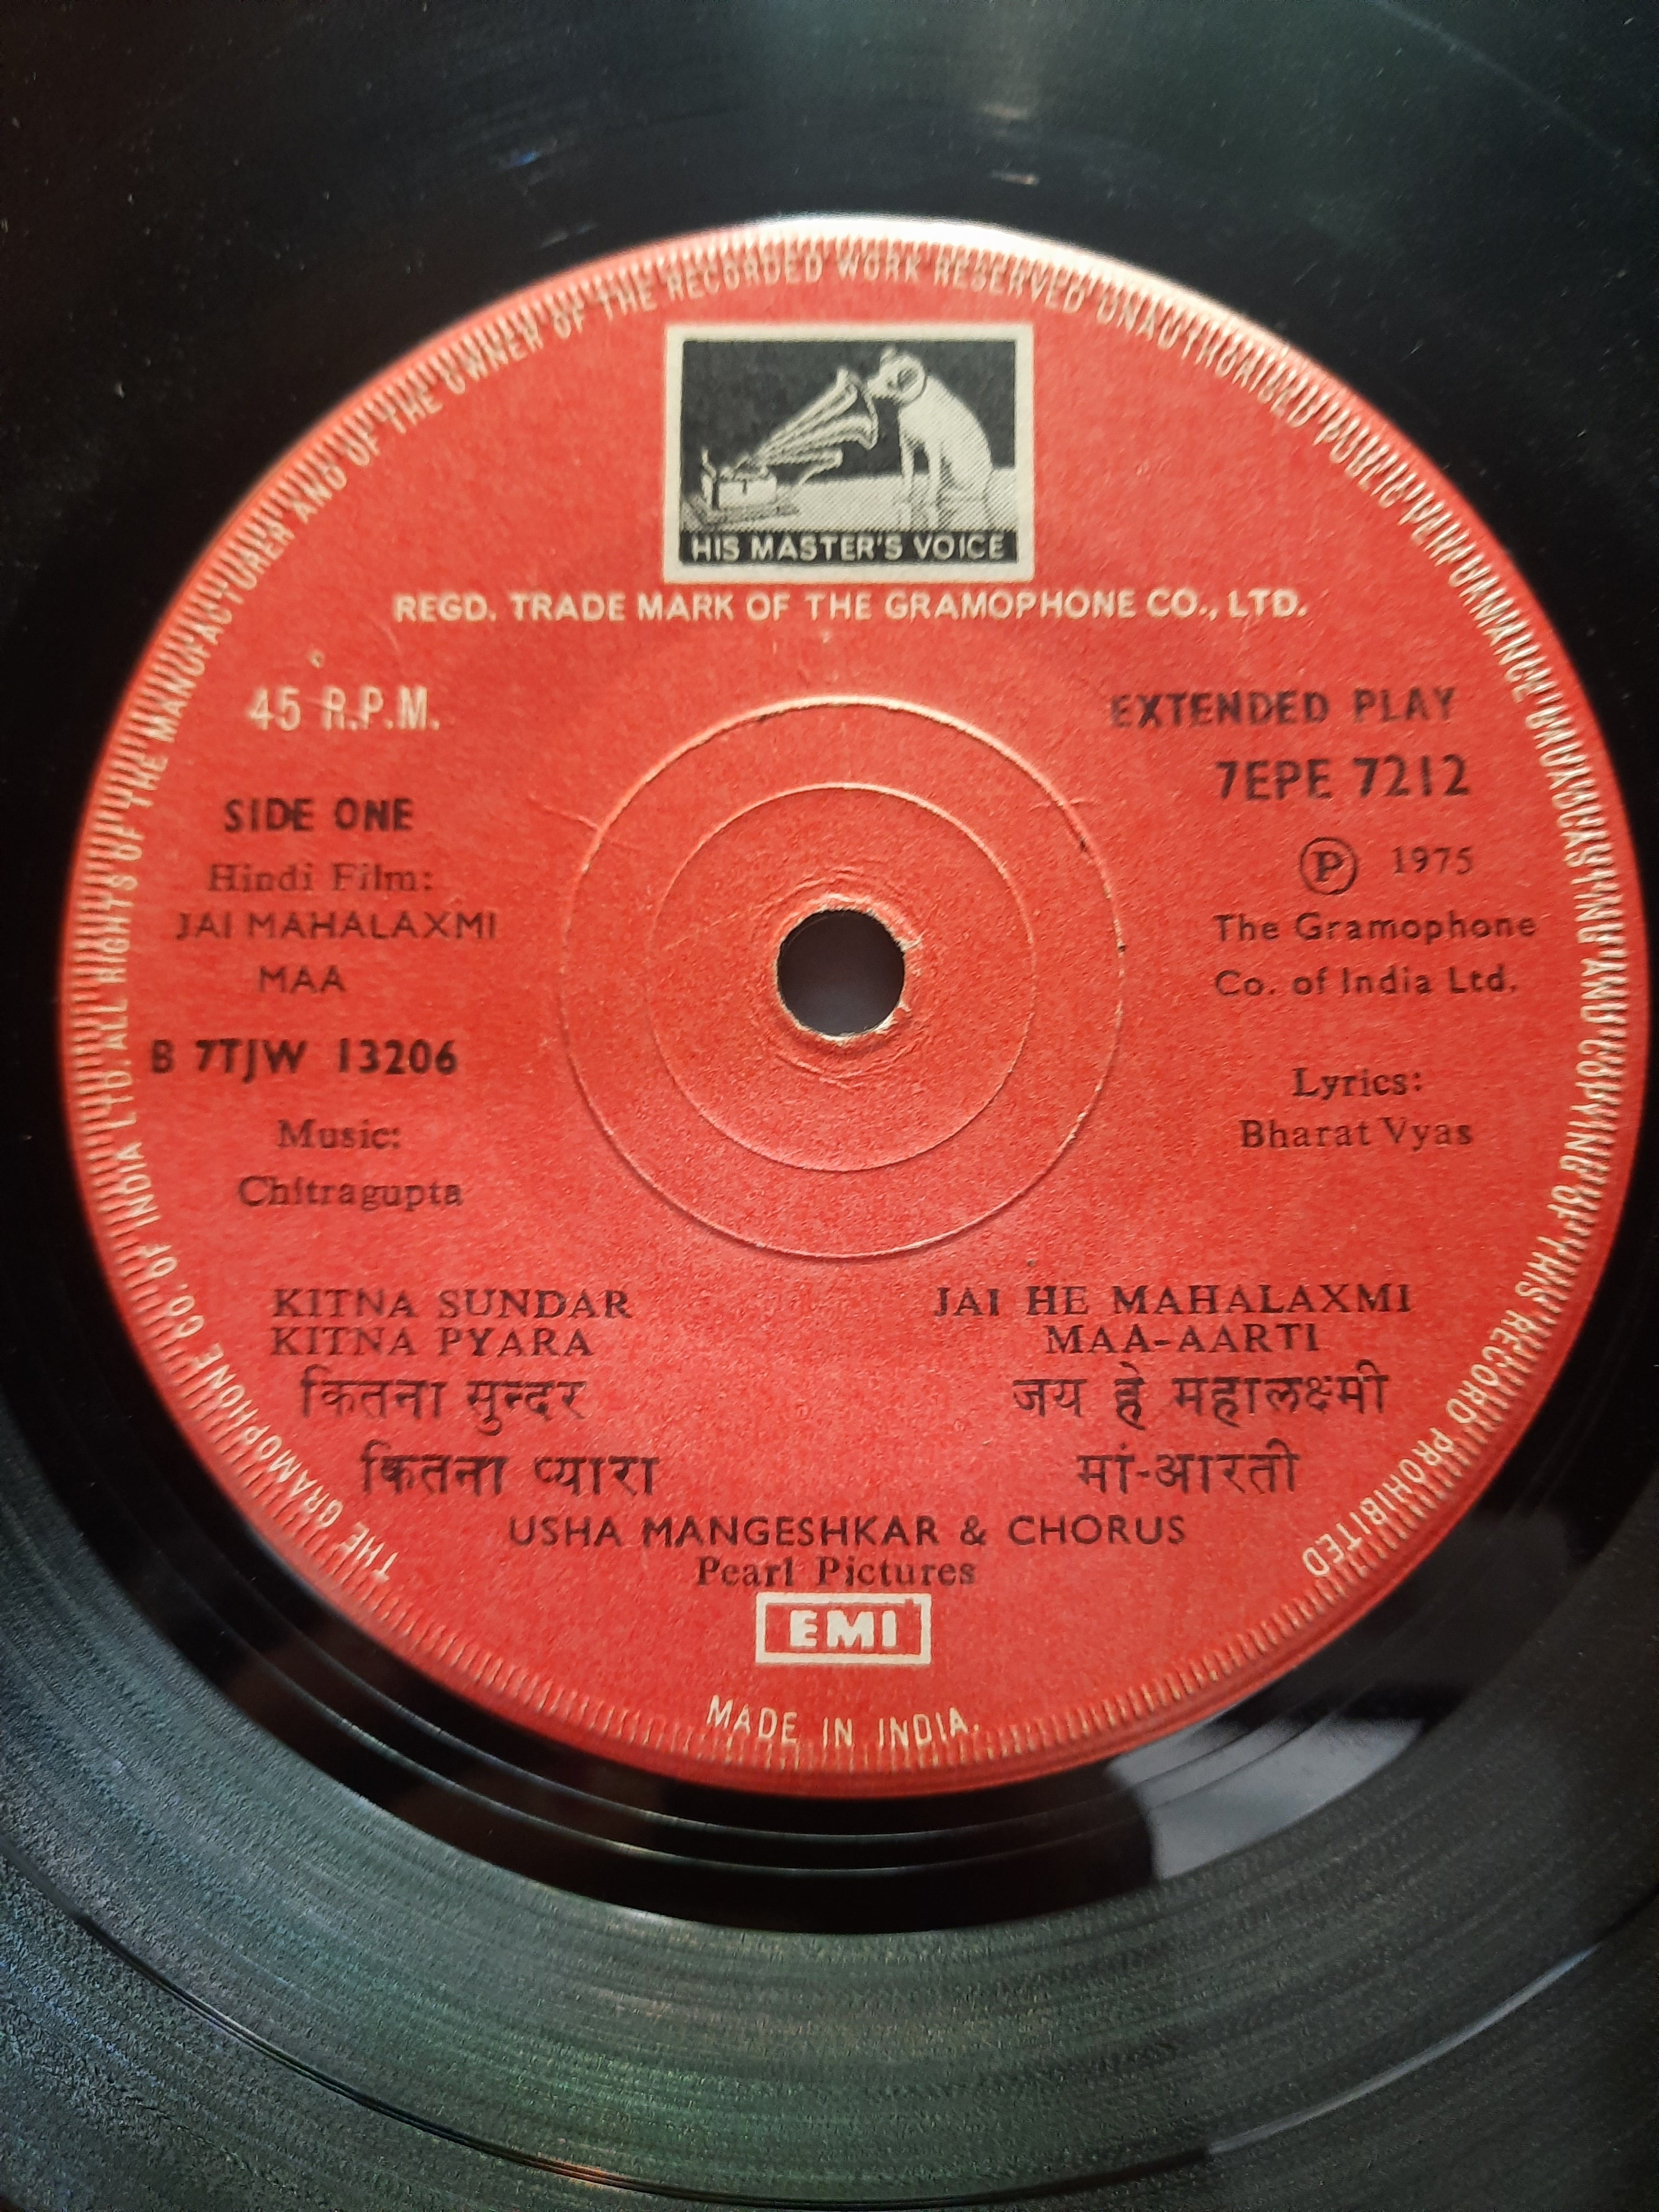 THE GRAMOPHONE CO. OF INDIA LTD. ALL RIGHTS OF THE MANUFACTURER AND OF THE OWNER OF THE RECORDED WORK RESERVED UNAUTHORISED PUBLIC PERFORMANCE BROADCASTING AND COPYING OF THIS RECORD PROHIBITED
HIS MASTER'S VOICE
REGD. TRADE MARK OF THE GRAMOPHONE CO., LTD.
45 R.P.M.
SIDE ONE
Hindi Film:
JAI MAHALAXMI
MAA
B 7TJW 13206
Music:
Chitragupta
EXTENDED PLAY
7EPE 7212
Ⓟ 1975
The Gramophone
Co. of India Ltd.
Lyrics:
Bharat Vyas
KITNA SUNDAR
KITNA PYARA
कितना सुन्दर
कितना प्यारा
JAI HE MAHALAXMI
MAA-AARTI
जय हे महालक्ष्मी
मां-आरती
USHA MANGESHKAR & CHORUS
Pearl Pictures
EMI
MADE IN INDIA.